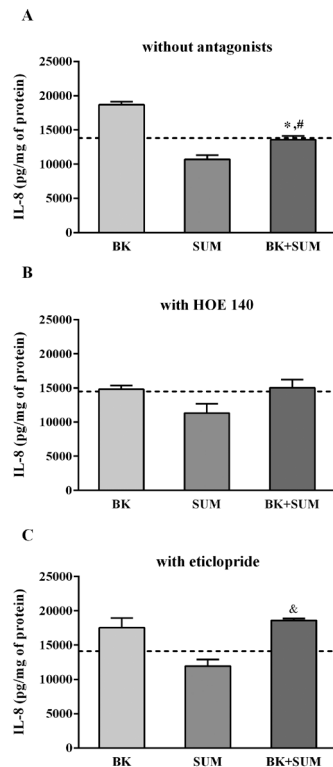 A
without antagonists
IL-8 (pg/mg of protein)
25000
20000
15000
10000
5000
0
*,#
BK
SUM
BK+SUM
B
with HOE 140
IL-8 (pg/mg of protein)
25000
20000
15000
10000
5000
0
BK
SUM
BK+SUM
C
with eticlopride
IL-8 (pg/mg of protein)
25000
20000
15000
10000
5000
0
&
BK
SUM
BK+SUM